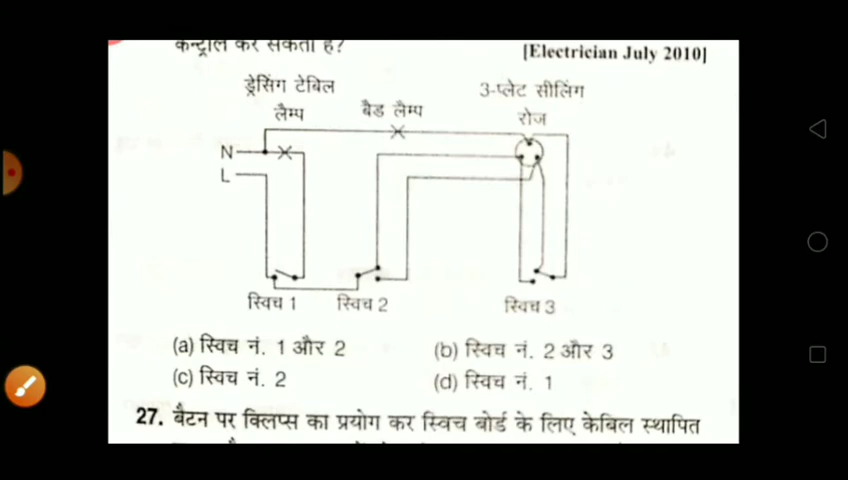 कन्ट्रोल कर सकता है?
[Electrician July 2010]
ड्रेसिंग टेबिल
लैम्प
बैड लैम्प
3-प्लेट सीलिंग
रोज
N
L
स्विच 1
स्विच 2
स्विच 3
(a) स्विच नं. 1 और 2
(b) स्विच नं. 2 और 3
(c) स्विच नं. 2
(d) स्विच नं. 1
27. बैटन पर क्लिप्स का प्रयोग कर स्विच बोर्ड के लिए केबिल स्थापित